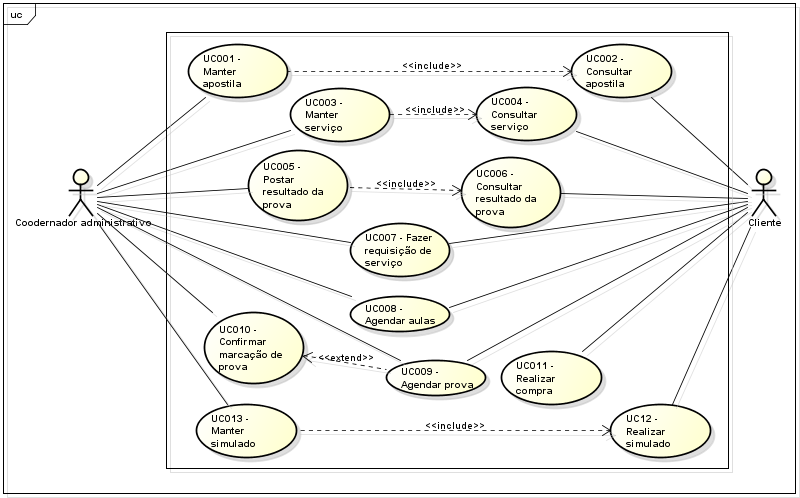 uc
UC001 -
Manter
apostila
<<include>>
UC002 -
Consultar
apostila
UC003 -
Manter
serviço
<<include>>
UC004 -
Consultar
serviço
UC005 -
Postar
resultado da
prova
<<include>>
UC006 -
Consultar
resultado da
prova
Coodernador administrativo
Cliente
UC007 - Fazer
requisição de
serviço
UC008 -
Agendar aulas
UC010 -
Confirmar
marcação de
prova
<<extend>>
UC009 -
Agendar prova
UC011 -
Realizar
compra
UC013 -
Manter
simulado
<<include>>
UC12 -
Realizar
simulado